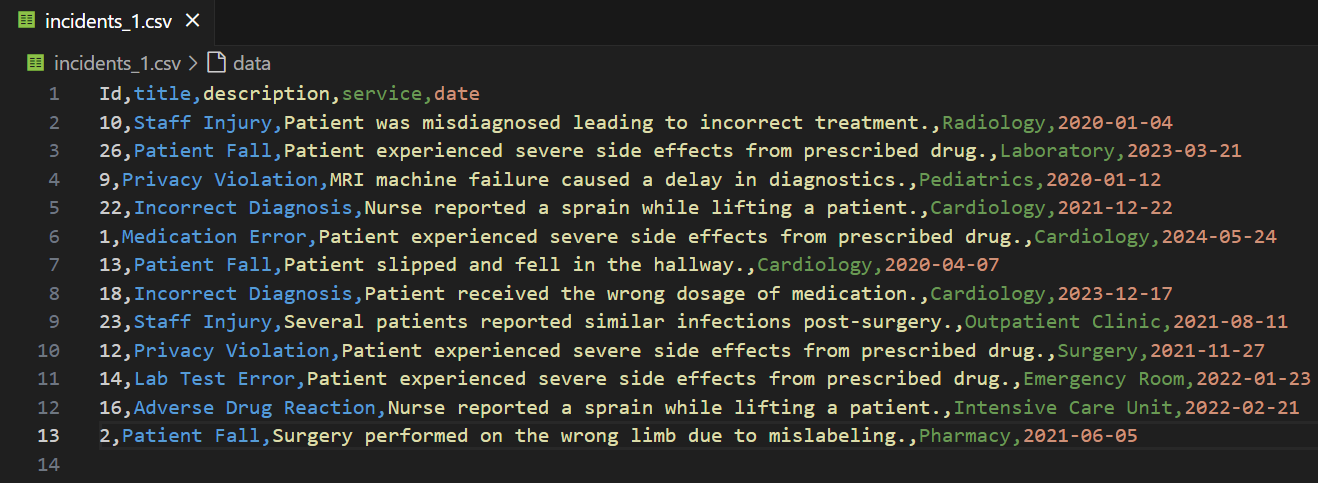 incidents_1.csv
incidents_1.csv > data
1 Id,title,description,service,date
2 10,Staff Injury,Patient was misdiagnosed leading to incorrect treatment.,Radiology,2020-01-04
3 26,Patient Fall,Patient experienced severe side effects from prescribed drug.,Laboratory,2023-03-21
4 9,Privacy Violation,MRI machine failure caused a delay in diagnostics.,Pediatrics,2020-01-12
5 22,Incorrect Diagnosis,Nurse reported a sprain while lifting a patient.,Cardiology,2021-12-22
6 1,Medication Error,Patient experienced severe side effects from prescribed drug.,Cardiology,2024-05-24
7 13,Patient Fall,Patient slipped and fell in the hallway.,Cardiology,2020-04-07
8 18,Incorrect Diagnosis,Patient received the wrong dosage of medication.,Cardiology,2023-12-17
9 23,Staff Injury,Several patients reported similar infections post-surgery.,Outpatient Clinic,2021-08-11
10 12,Privacy Violation,Patient experienced severe side effects from prescribed drug.,Surgery,2021-11-27
11 14,Lab Test Error,Patient experienced severe side effects from prescribed drug.,Emergency Room,2022-01-23
12 16,Adverse Drug Reaction,Nurse reported a sprain while lifting a patient.,Intensive Care Unit,2022-02-21
13 2,Patient Fall,Surgery performed on the wrong limb due to mislabeling.,Pharmacy,2021-06-05
14